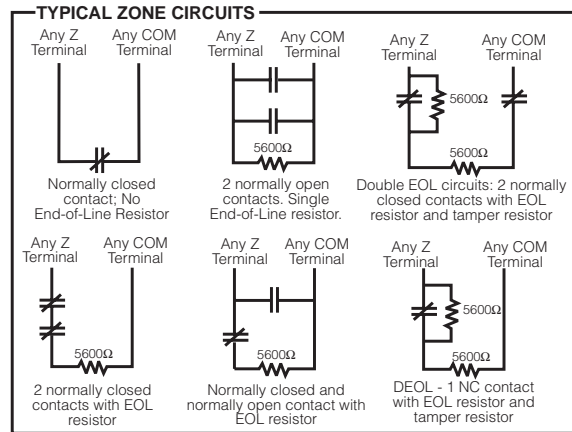 TYPICAL ZONE CIRCUITS
Any Z
Terminal
Any COM
Terminal
Normally closed
contact; No
End-of-Line Resistor
Any Z
Terminal
Any COM
Terminal
5600Ω
2 normally open
contacts. Single
End-of-Line resistor.
Any Z
Terminal
Any COM
Terminal
5600Ω
5600Ω
Double EOL circuits: 2 normally
closed contacts with EOL
resistor and tamper resistor
Any Z
Terminal
Any COM
Terminal
5600Ω
2 normally closed
contacts with EOL
resistor
Any Z
Terminal
Any COM
Terminal
5600Ω
Normally closed and
normally open contact with
EOL resistor
Any Z
Terminal
Any COM
Terminal
5600Ω
5600Ω
DEOL - 1 NC contact
with EOL resistor and
tamper resistor